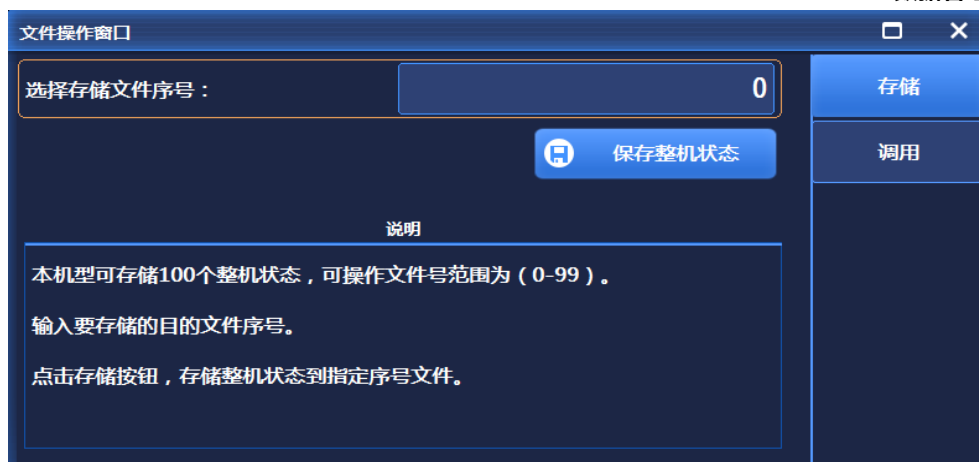 文件操作窗口
选择存储文件序号：
0
存储
保存整机状态
调用
说明
本机型可存储100个整机状态，可操作文件号范围为（0-99）。
输入要存储的目的文件序号。
点击存储按钮，存储整机状态到指定序号文件。